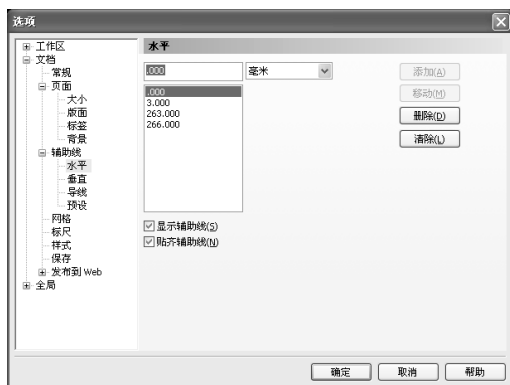 选项
工作区
文档
常规
页面
大小
版面
标签
背景
辅助线
水平
垂直
导线
预设
网格
标尺
样式
保存
发布到 Web
全局
水平
.000
毫米
.000
3.000
263.000
266.000
显示辅助线(S)
贴齐辅助线(N)
添加(A)
移动(M)
删除(D)
清除(L)
确定
取消
帮助